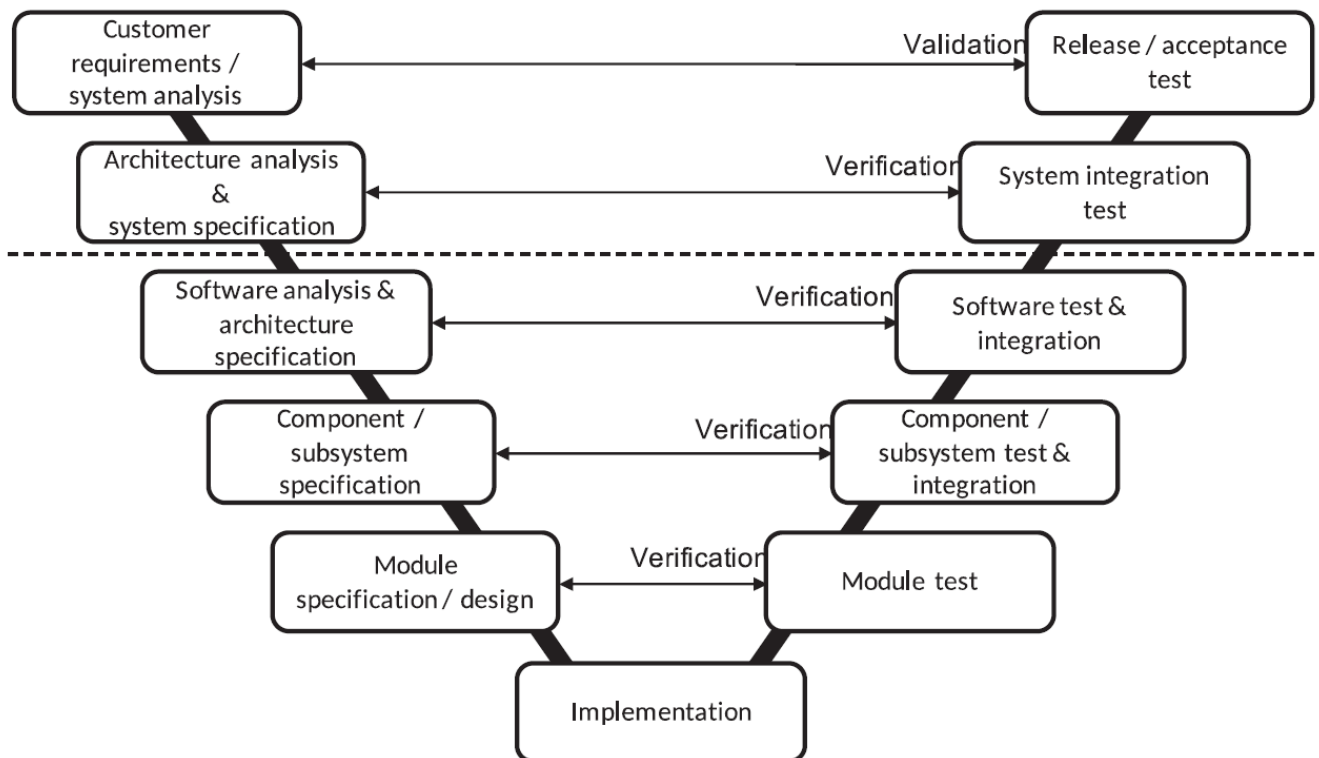 Customer
requirements /
system analysis
Validation
Release / acceptance
test
Architecture analysis
&
system specification
Verification
System integration
test
Software analysis &
architecture
specification
Verification
Software test &
integration
Component /
subsystem
specification
Verification
Component /
subsystem test &
integration
Module
specification / design
Verification
Module test
Implementation